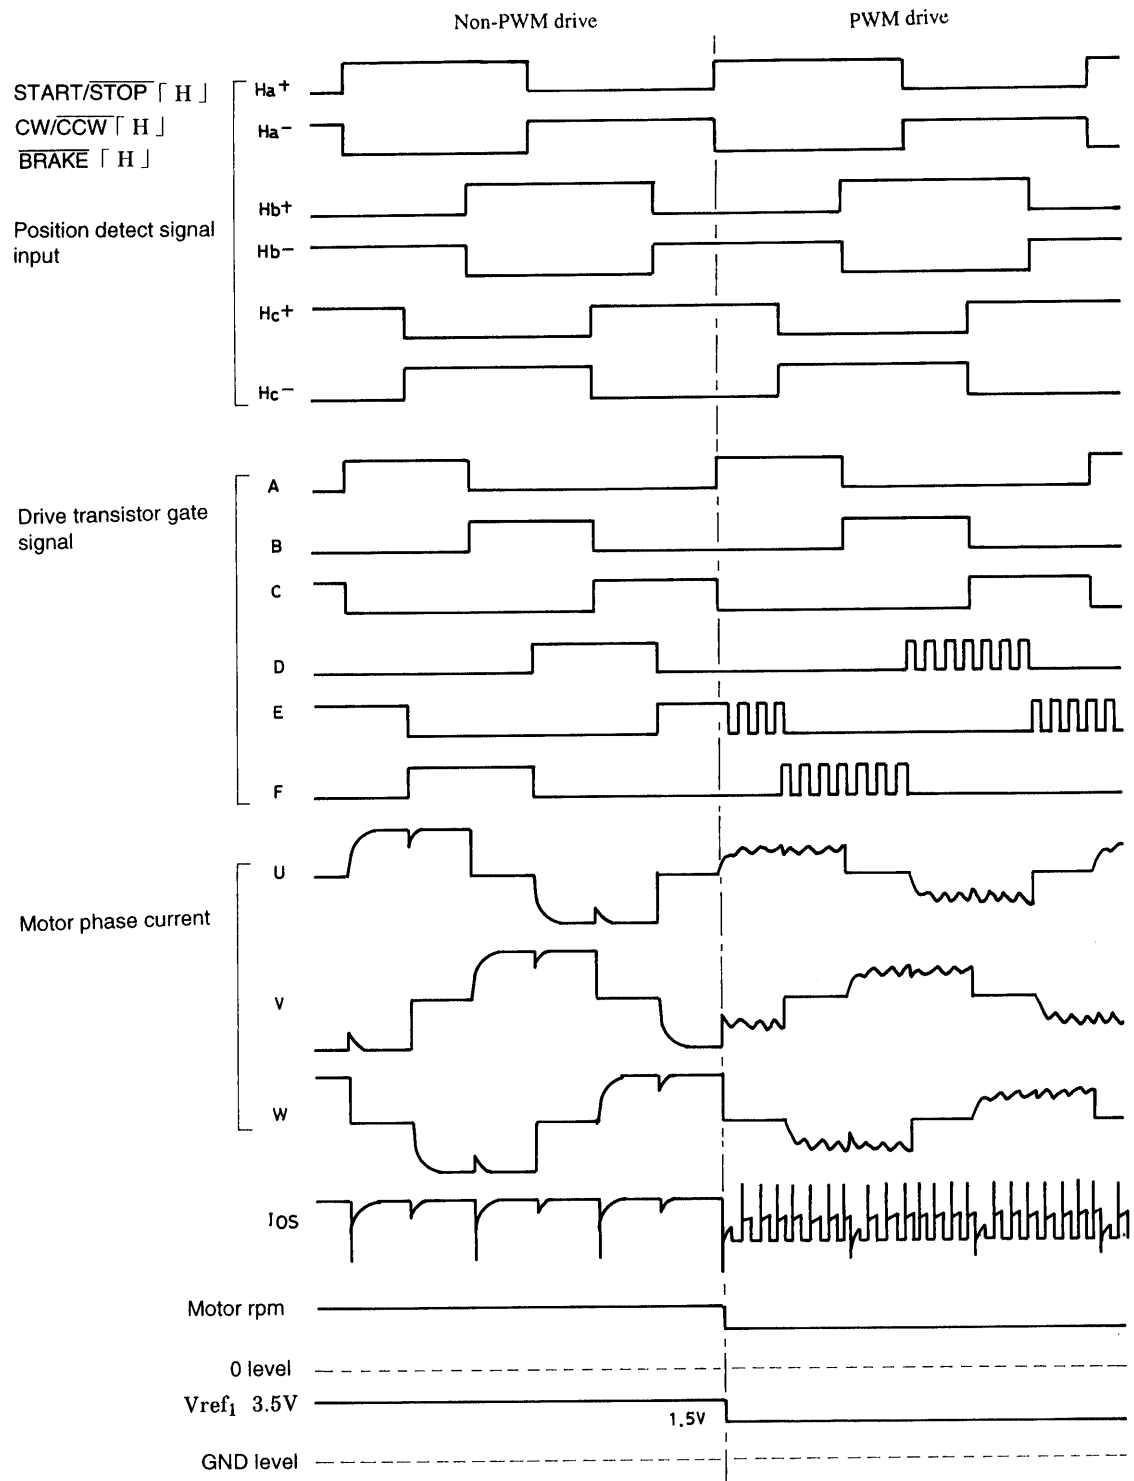 Non-PWM drive
PWM drive
START/STOP「H」
CW/CCW「H」
BRAKE「H」
Position detect signal
input
Ha+
Ha−
Hb+
Hb−
Hc+
Hc−
Drive transistor gate
signal
A
B
C
D
E
F
Motor phase current
U
V
W
IOS
Motor rpm
0 level
Vref1 3.5V
1.5V
GND level